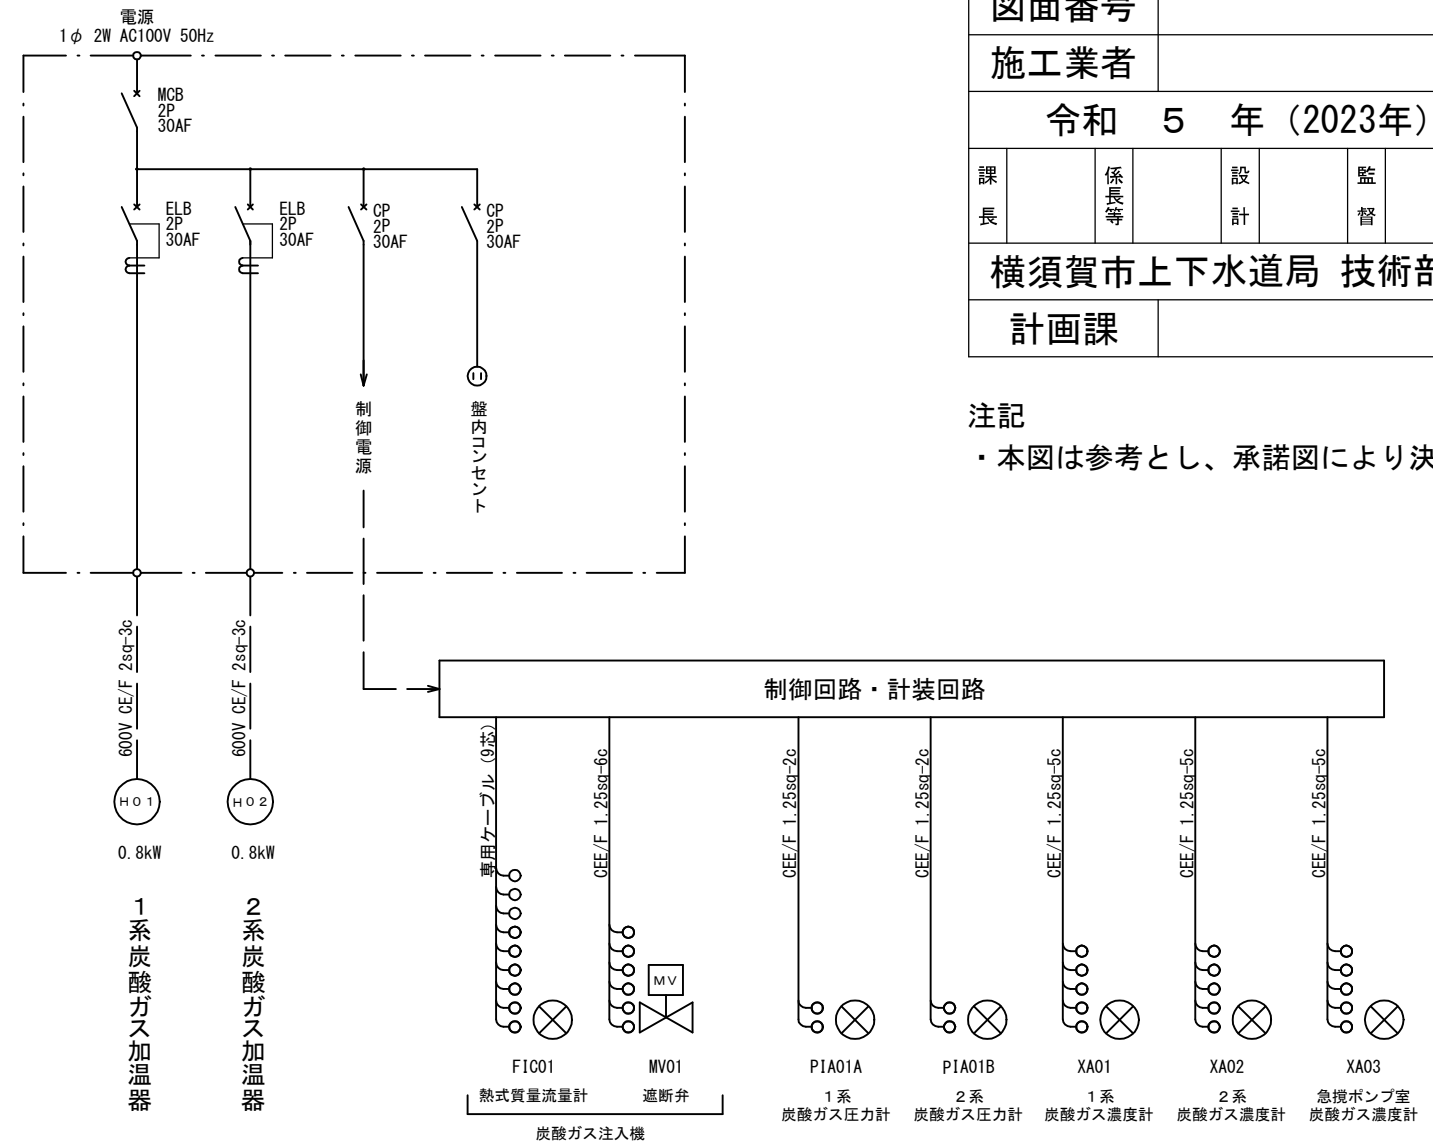 電源
1φ 2W AC100V 50Hz
MCB
2P
30AF
ELB
2P
30AF
ELB
2P
30AF
CP
2P
30AF
CP
2P
30AF
制御電源
盤内コンセント
600V CE/F 2sq-3c
600V CE/F 2sq-3c
H01
H02
0.8kW
0.8kW
1系炭酸ガス加温器
2系炭酸ガス加温器
図面番号
施工業者
令和 5 年(2023年)
課長
係長等
設計
監督
横須賀市上下水道局 技術部
計画課
注記
・本図は参考とし、承諾図により決
制御回路・計装回路
専用ケーブル(9芯)
CEE/F 1.25sq-6c
CEE/F 1.25sq-2c
CEE/F 1.25sq-2c
CEE/F 1.25sq-5c
CEE/F 1.25sq-5c
CEE/F 1.25sq-5c
MV
FIC01
熱式質量流量計
MV01
遮断弁
炭酸ガス注入機
PIA01A
1系
炭酸ガス圧力計
PIA01B
2系
炭酸ガス圧力計
XA01
1系
炭酸ガス濃度計
XA02
2系
炭酸ガス濃度計
XA03
急撹ポンプ室
炭酸ガス濃度計